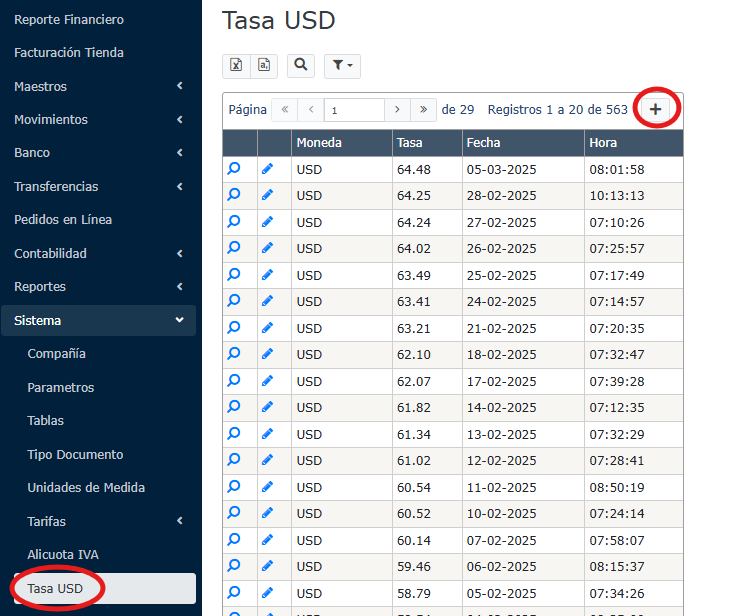 Reporte Financiero
Facturación Tienda
Maestros
Movimientos
Banco
Transferencias
Pedidos en Línea
Contabilidad
Reportes
Sistema
Compañía
Parametros
Tablas
Tipo Documento
Unidades de Medida
Tarifas
Alicuota IVA
Tasa USD
Tasa USD
Página 1 de 29 Registros 1 a 20 de 563
Moneda Tasa Fecha Hora
USD 64.48 05-03-2025 08:01:58
USD 64.25 28-02-2025 10:13:13
USD 64.24 27-02-2025 07:10:26
USD 64.02 26-02-2025 07:25:57
USD 63.49 25-02-2025 07:17:49
USD 63.41 24-02-2025 07:14:57
USD 63.21 21-02-2025 07:20:35
USD 62.10 18-02-2025 07:32:47
USD 62.07 17-02-2025 07:39:28
USD 61.82 14-02-2025 07:12:35
USD 61.34 13-02-2025 07:32:29
USD 61.02 12-02-2025 07:28:41
USD 60.54 11-02-2025 08:50:19
USD 60.52 10-02-2025 07:24:14
USD 60.14 07-02-2025 07:58:07
USD 59.46 06-02-2025 08:15:37
USD 58.79 05-02-2025 07:34:26